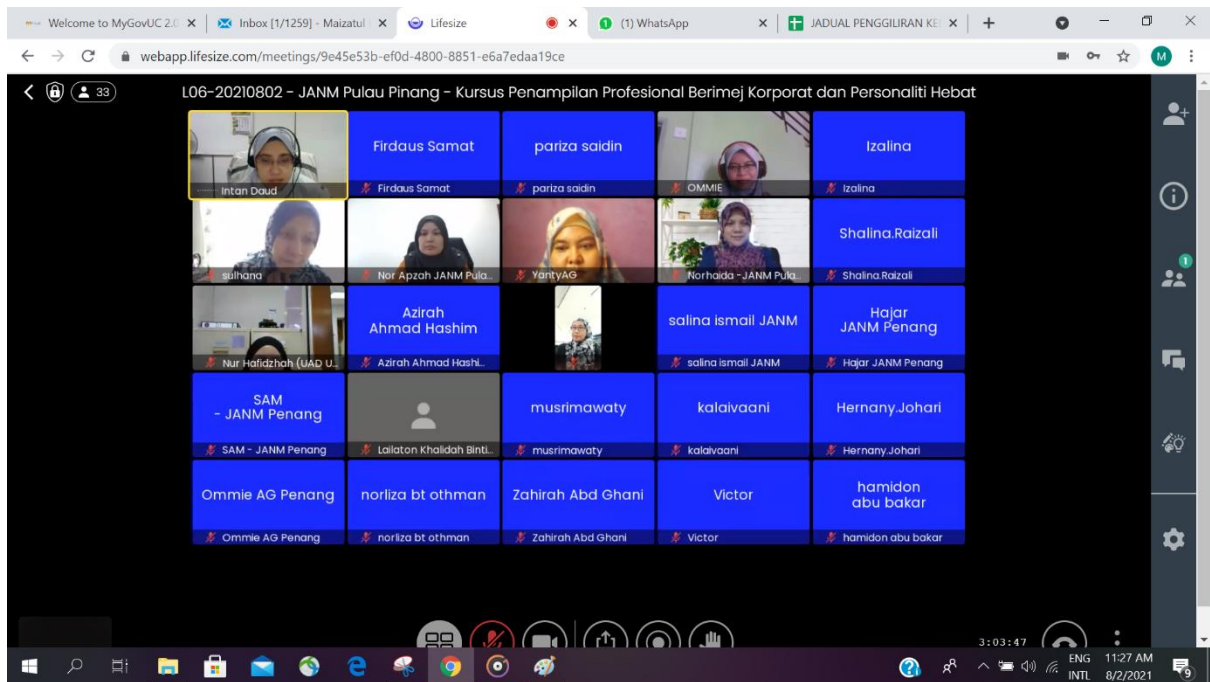 Welcome to MyGovUC 2.0
Inbox [1/1259] - Maizatul
Lifesize
(1) WhatsApp
JADUAL PENGGILIRAN KE
webapp.lifesize.com/meetings/9e45e53b-ef0d-4800-8851-e6a7edaa19ce
M
33
L06-20210802 - JANM Pulau Pinang - Kursus Penampilan Profesional Berimej Korporat dan Personaliti Hebat
Intan Daud
Firdaus Samat
Firdaus Samat
pariza saidin
pariza saidin
OMMIE
Izalina
Izalina
sulhana
Nor Apzah JANM Pula...
YantyAG
Norhaida -JANM Pula...
Shalina.Raizali
Shalina.Raizali
1
Nur Hafidzhah (UAD U...
Azirah
Ahmad Hashim
Azirah Ahmad Hashi...
salina ismail JANM
salina ismail JANM
Hajar
JANM Penang
Hajar JANM Penang
SAM
- JANM Penang
SAM - JANM Penang
Lailaton Khalidah Binti...
musrimawaty
musrimawaty
kalaivaani
kalaivaani
Hernany.Johari
Hernany.Johari
Ommie AG Penang
Ommie AG Penang
norliza bt othman
norliza bt othman
Zahirah Abd Ghani
Zahirah Abd Ghani
Victor
Victor
hamidon
abu bakar
hamidon abu bakar
3:03:47
ENG
INTL
11:27 AM
8/2/2021
9